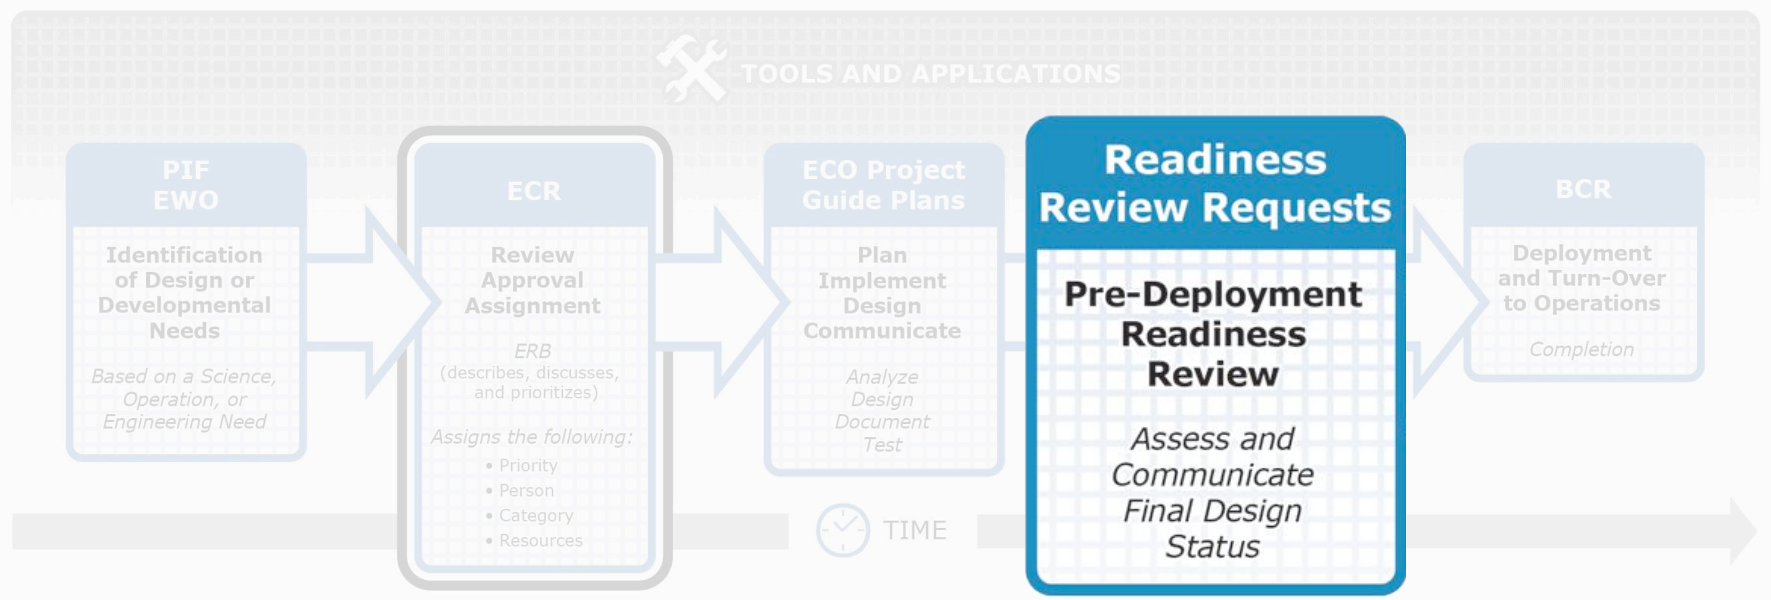 TOOLS AND APPLICATIONS
PIF
EWO
Identification
of Design or
Developmental
Needs
Based on a Science,
Operation, or
Engineering Need
ECR
Review
Approval
Assignment
ERB
(describes, discusses,
and prioritizes)
Assigns the following:
• Priority
• Person
• Category
• Resources
ECO Project
Guide Plans
Plan
Implement
Design
Communicate
Analyze
Design
Document
Test
Readiness
Review Requests
Pre-Deployment
Readiness
Review
Assess and
Communicate
Final Design
Status
BCR
Deployment
and Turn-Over
to Operations
Completion
TIME